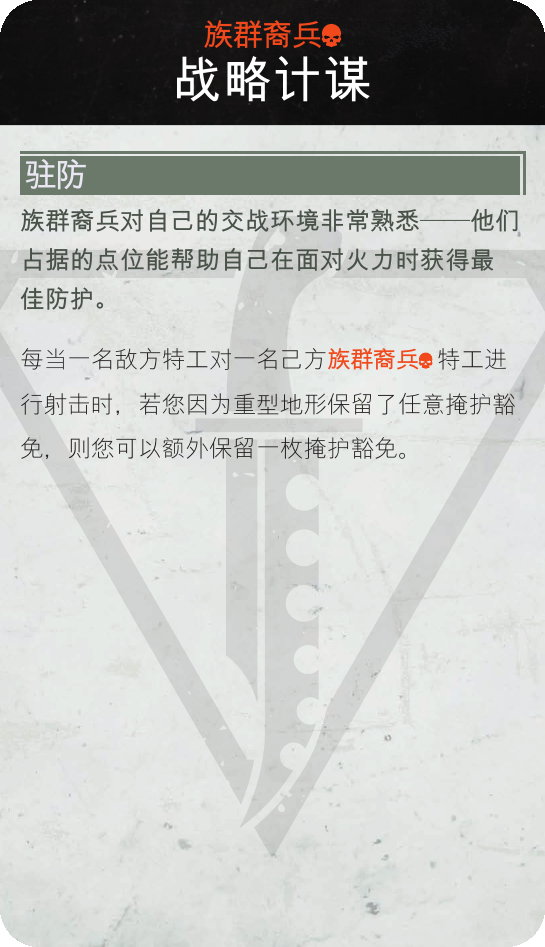 族群裔兵
战略计谋
驻防
族群裔兵对自己的交战环境非常熟悉——他们
占据的点位能帮助自己在面对火力时获得最
佳防护。
每当一名敌方特工对一名己方族群裔兵特工进
行射击时，若您因为重型地形保留了任意掩护豁
免，则您可以额外保留一枚掩护豁免。